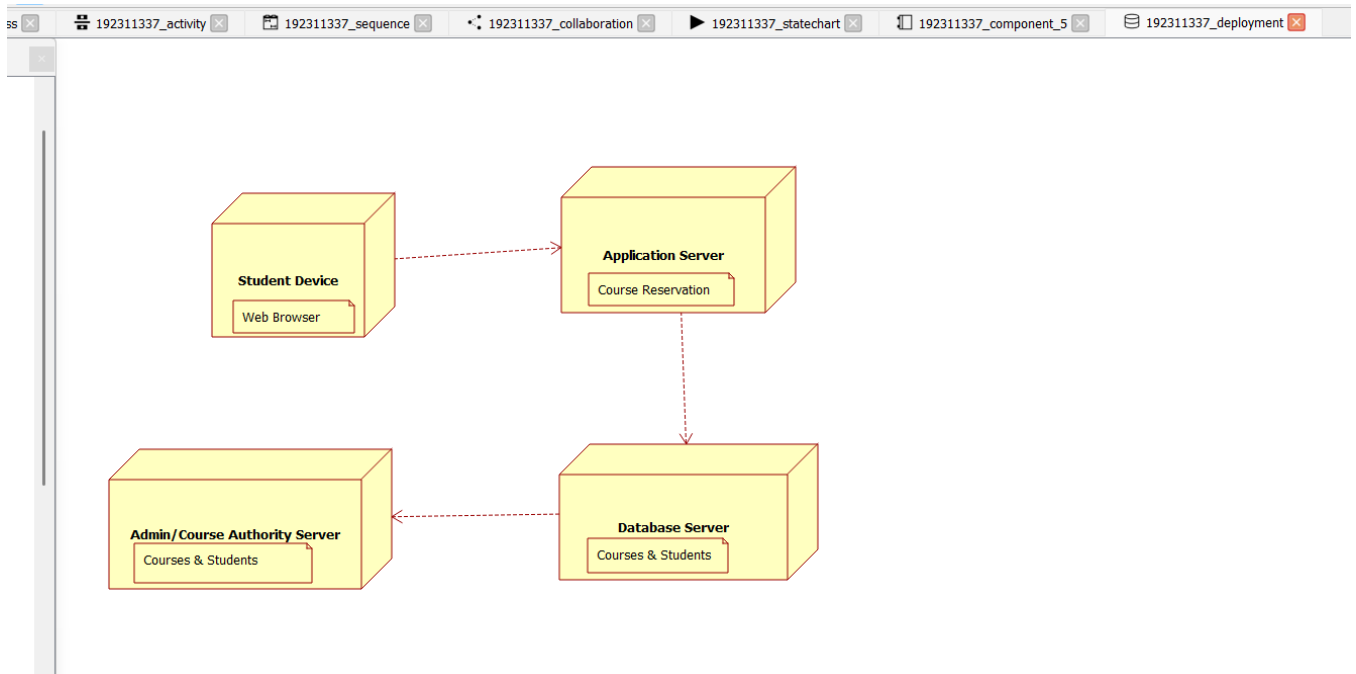 ss
192311337_activity
192311337_sequence
192311337_collaboration
192311337_statechart
192311337_component_5
192311337_deployment
Student Device
Web Browser
Application Server
Course Reservation
Admin/Course Authority Server
Courses & Students
Database Server
Courses & Students